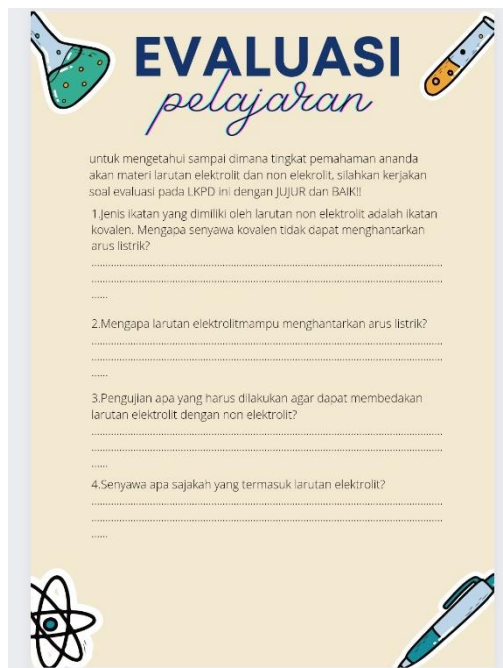 EVALUASI
pelajaran
untuk mengetahui sampai dimana tingkat pemahaman ananda
akan materi larutan elektrolit dan non elekrolit, silahkan kerjakan
soal evaluasi pada LKPD ini dengan JUJUR dan BAIK!!
1.Jenis ikatan yang dimiliki oleh larutan non elektrolit adalah ikatan
kovalen. Mengapa senyawa kovalen tidak dapat menghantarkan
arus listrik?
2.Mengapa larutan elektrolitmampu menghantarkan arus listrik?
3.Pengujian apa yang harus dilakukan agar dapat membedakan
larutan elektrolit dengan non elektrolit?
4.Senyawa apa sajakah yang termasuk larutan elektrolit?